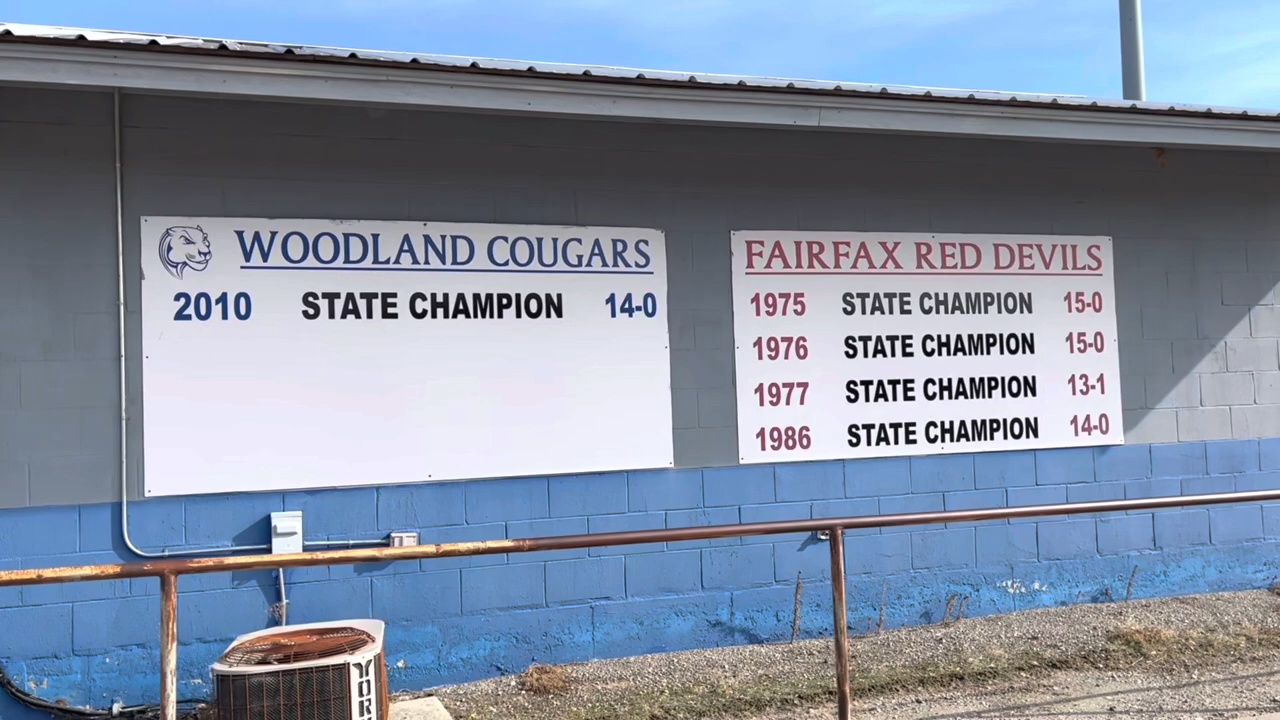 WOODLAND COUGARS
2010 STATE CHAMPION 14-0
FAIRFAX RED DEVILS
1975 STATE CHAMPION 15-0
1976 STATE CHAMPION 15-0
1977 STATE CHAMPION 13-1
1986 STATE CHAMPION 14-0
YOR